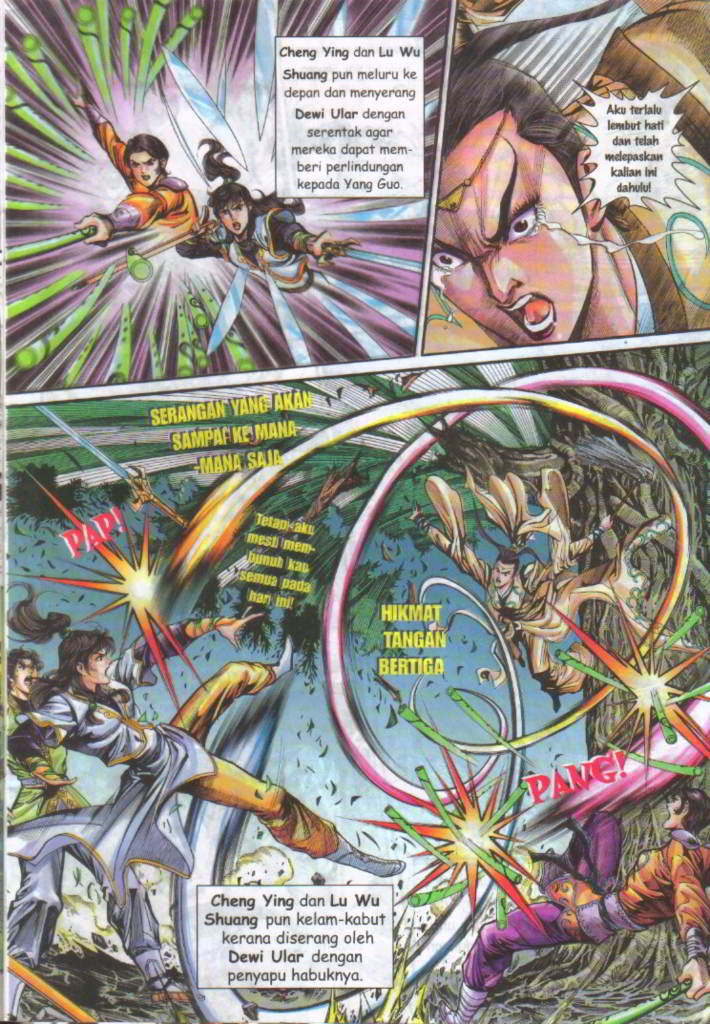 Cheng Ying dan Lu Wu
Shuang pun meluru ke
depan dan menyerang
Dewi Ular dengan
serentak agar
mereka dapat mem-
beri perlindungan
kepada Yang Guo.
Aku terlalu
lembut hati
dan telah
melepaskan
kalian ini
dahulu!
SERANGAN YANG AKAN
SAMPAI KE MANA-
-MANA SAJA
PAP!
Tetapi aku
mesti mem-
bunuh kau
semua pada
hari ini!
HIKMAT
TANGAN
BERTIGA
PANG!
Cheng Ying dan Lu Wu
Shuang pun kelam-kabut
kerana diserang oleh
Dewi Ular dengan
penyapu habuknya.